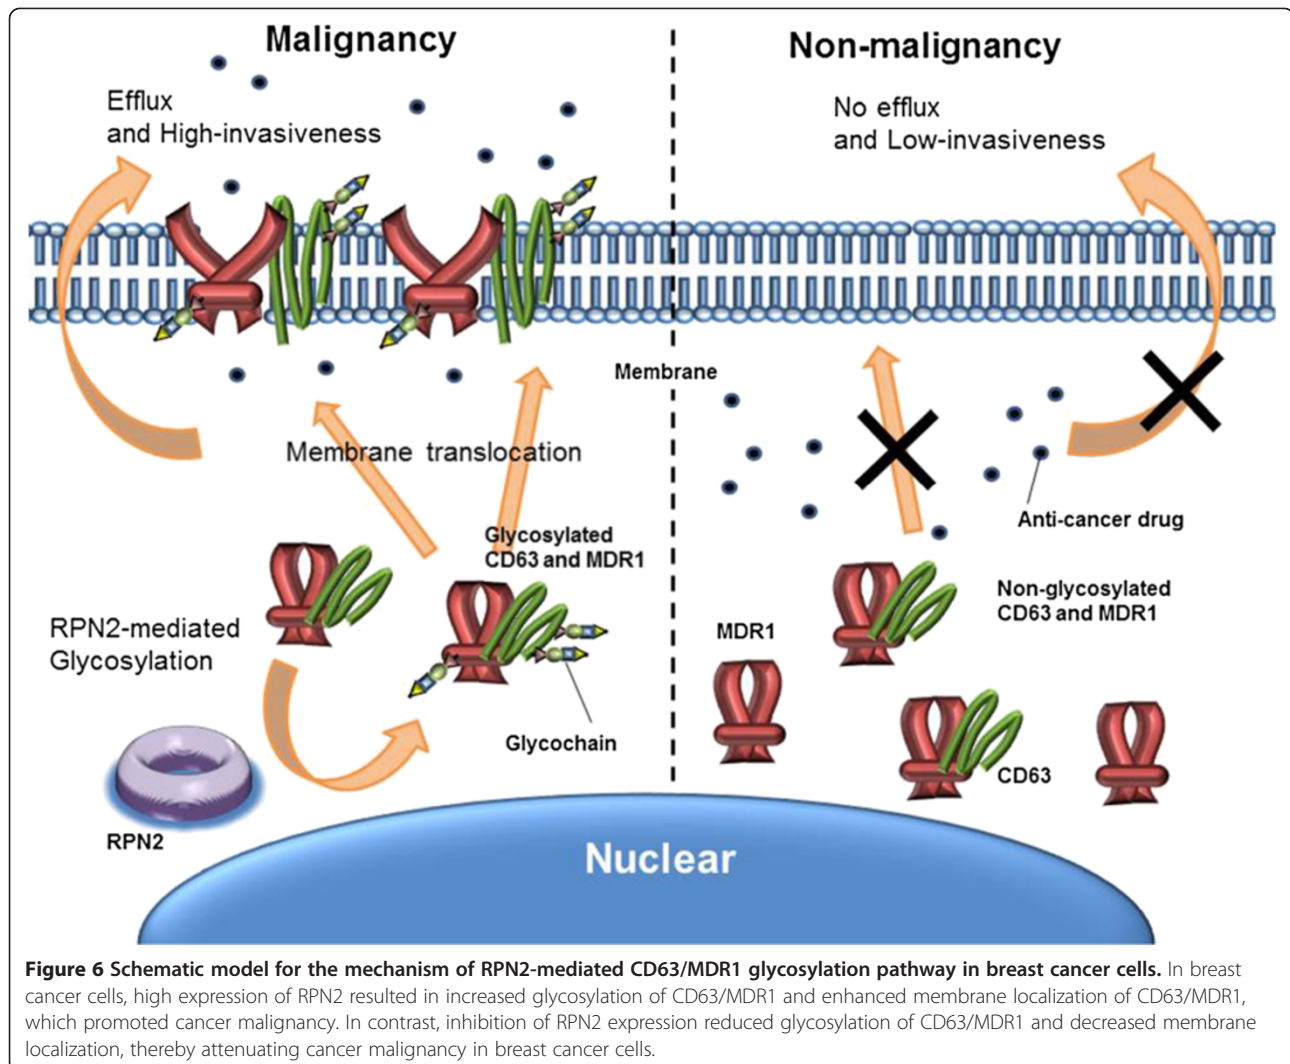 Malignancy
Non-malignancy
Efflux
and High-invasiveness
No efflux
and Low-invasiveness
Membrane
Membrane translocation
Anti-cancer drug
Glycosylated
CD63 and MDR1
Non-glycosylated
CD63 and MDR1
RPN2-mediated
Glycosylation
MDR1
Glycochain
CD63
RPN2
Nuclear
Figure 6 Schematic model for the mechanism of RPN2-mediated CD63/MDR1 glycosylation pathway in breast cancer cells. In breast
cancer cells, high expression of RPN2 resulted in increased glycosylation of CD63/MDR1 and enhanced membrane localization of CD63/MDR1,
which promoted cancer malignancy. In contrast, inhibition of RPN2 expression reduced glycosylation of CD63/MDR1 and decreased membrane
localization, thereby attenuating cancer malignancy in breast cancer cells.